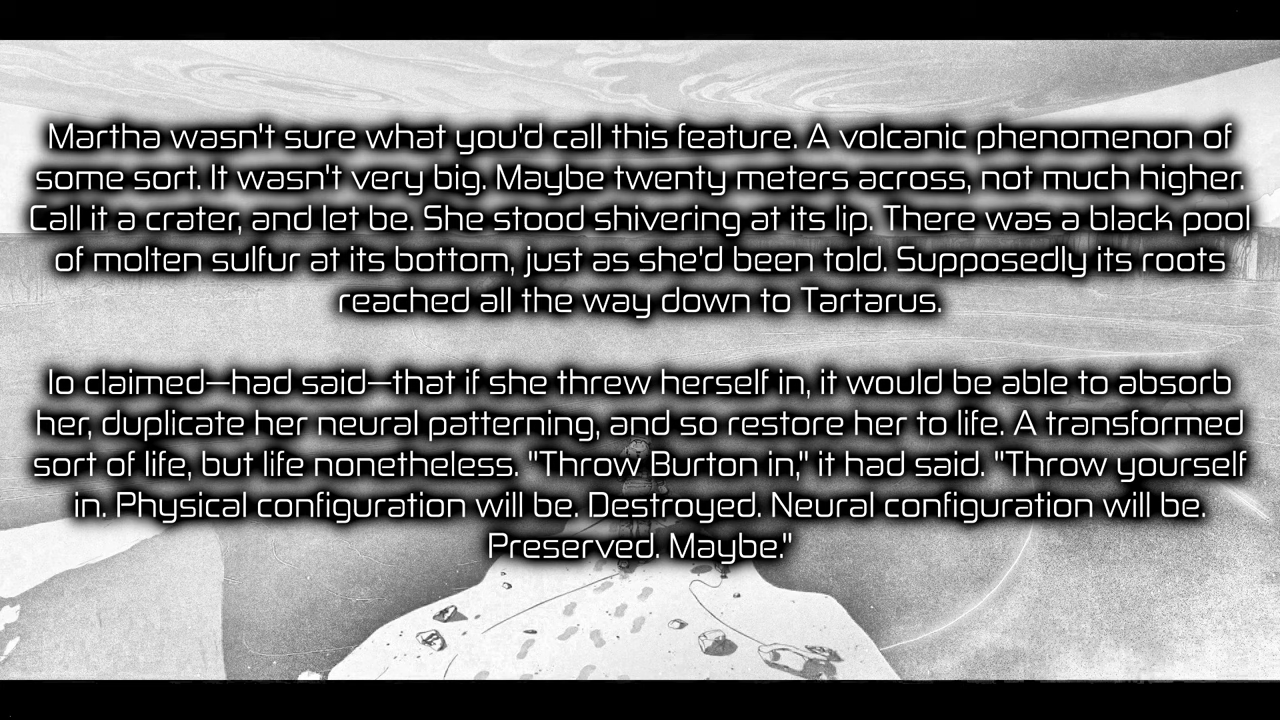 Martha wasn't sure what you'd call this feature. A volcanic phenomenon of
some sort. It wasn't very big. Maybe twenty meters across, not much higher.
Call it a crater, and let be. She stood shivering at its lip. There was a black pool
of molten sulfur at its bottom, just as she'd been told. Supposedly its roots
reached all the way down to Tartarus.
Io claimed—had said—that if she threw herself in, it would be able to absorb
her, duplicate her neural patterning, and so restore her to life. A transformed
sort of life, but life nonetheless. "Throw Burton in," it had said. "Throw yourself
in. Physical configuration will be. Destroyed. Neural configuration will be.
Preserved. Maybe."